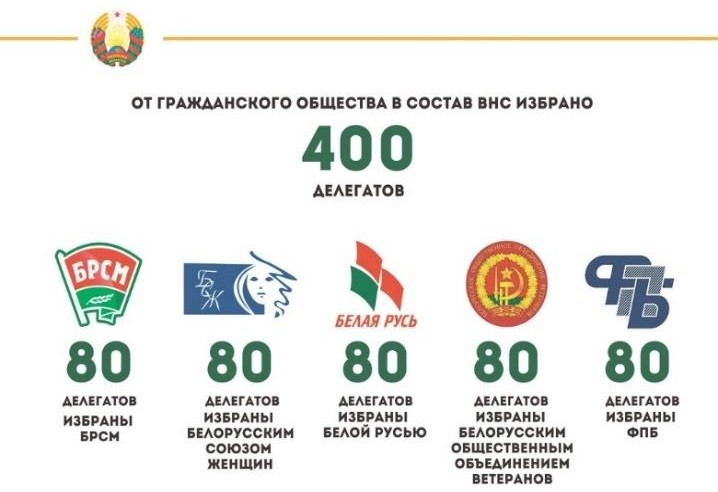 ОТ ГРАЖДАНСКОГО ОБЩЕСТВА В СОСТАВ ВНС ИЗБРАНО
400
ДЕЛЕГАТОВ
БРСМ
БСЖ
БЕЛАЯ РУСЬ
ФПБ
80
ДЕЛЕГАТОВ
ИЗБРАНЫ
БРСМ
80
ДЕЛЕГАТОВ
ИЗБРАНЫ
БЕЛОРУССКИМ
СОЮЗОМ
ЖЕНЩИН
80
ДЕЛЕГАТОВ
ИЗБРАНЫ
БЕЛОЙ РУСЬЮ
80
ДЕЛЕГАТОВ
ИЗБРАНЫ
БЕЛОРУССКИМ
ОБЩЕСТВЕННЫМ
ОБЪЕДИНЕНИЕМ
ВЕТЕРАНОВ
80
ДЕЛЕГАТОВ
ИЗБРАНЫ
ФПБ